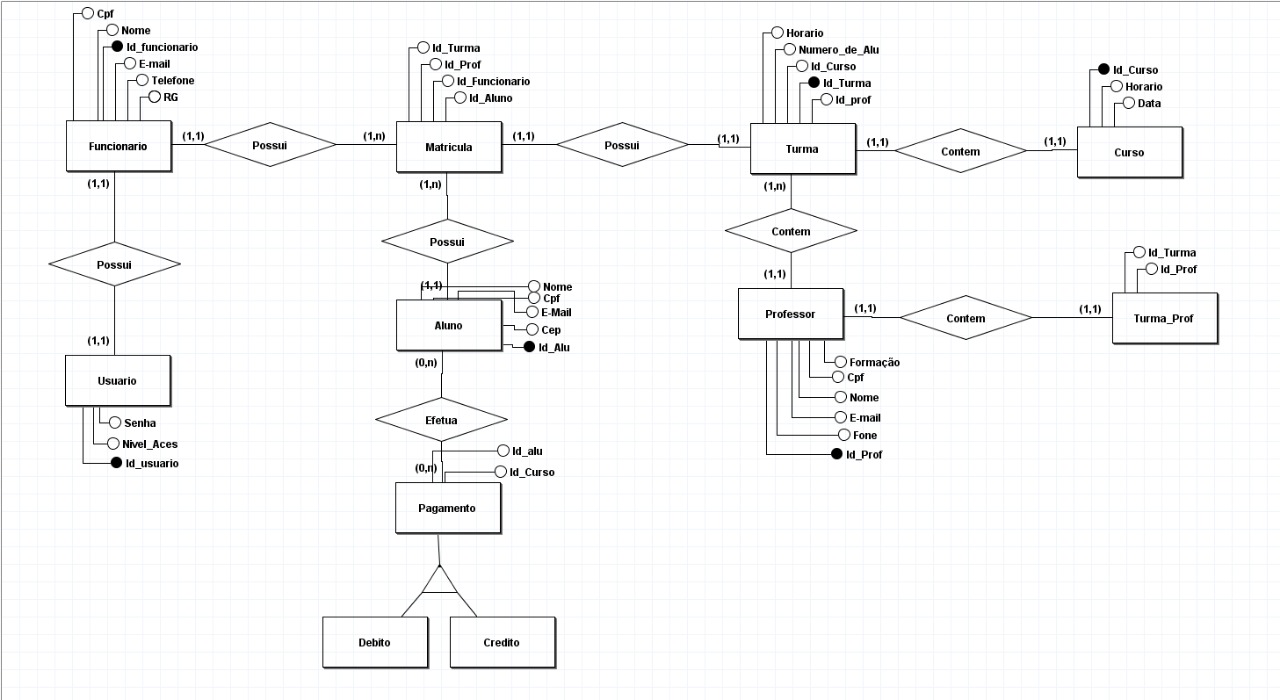 Cpf
Nome
Id_funcionario
E-mail
Telefone
RG
Funcionario
(1,1)
Possui
(1,n)
Id_Turma
Id_Prof
Id_Funcionario
Id_Aluno
Matricula
(1,1)
Possui
(1,1)
Horario
Numero_de_Alu
Id_Curso
Id_Turma
Id_prof
Turma
(1,1)
Contem
(1,1)
Id_Curso
Horario
Data
Curso
(1,1)
Possui
(1,1)
Usuario
Senha
Nivel_Aces
Id_usuario
(1,n)
Possui
(1,1)
Nome
Cpf
E-Mail
Cep
Id_Alu
Aluno
(0,n)
Efetua
(0,n)
Id_alu
Id_Curso
Pagamento
Debito
Credito
(1,n)
Contem
(1,1)
Professor
(1,1)
Contem
(1,1)
Id_Turma
Id_Prof
Turma_Prof
Formação
Cpf
Nome
E-mail
Fone
Id_Prof